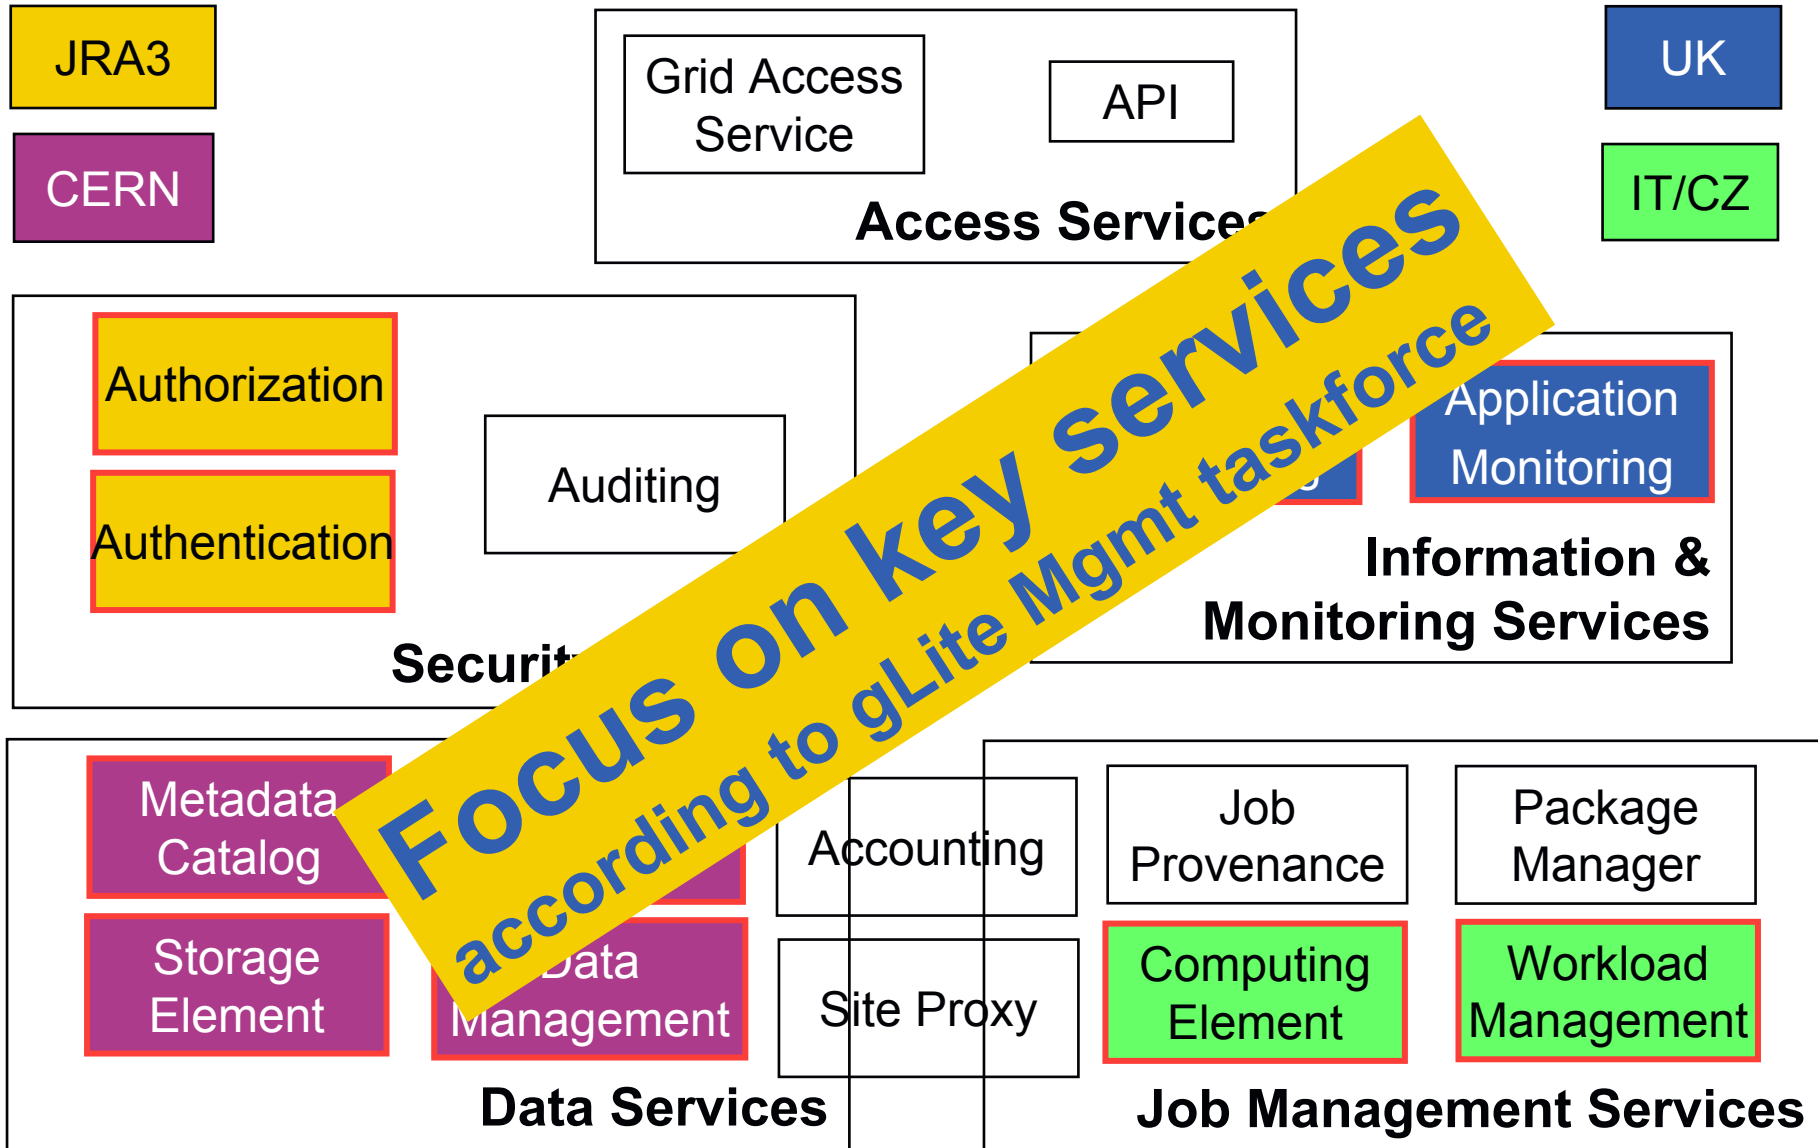 JRA3
CERN
Grid Access
Service
API
Access Services
UK
IT/CZ
Authorization
Authentication
Auditing
Application
Monitoring
Information &
Monitoring Services
Focus on key services
according to gLite Mgmt taskforce
Metadata
Catalog
Storage
Element
Data
Management
Data Services
Accounting
Site Proxy
Job
Provenance
Package
Manager
Computing
Element
Workload
Management
Job Management Services